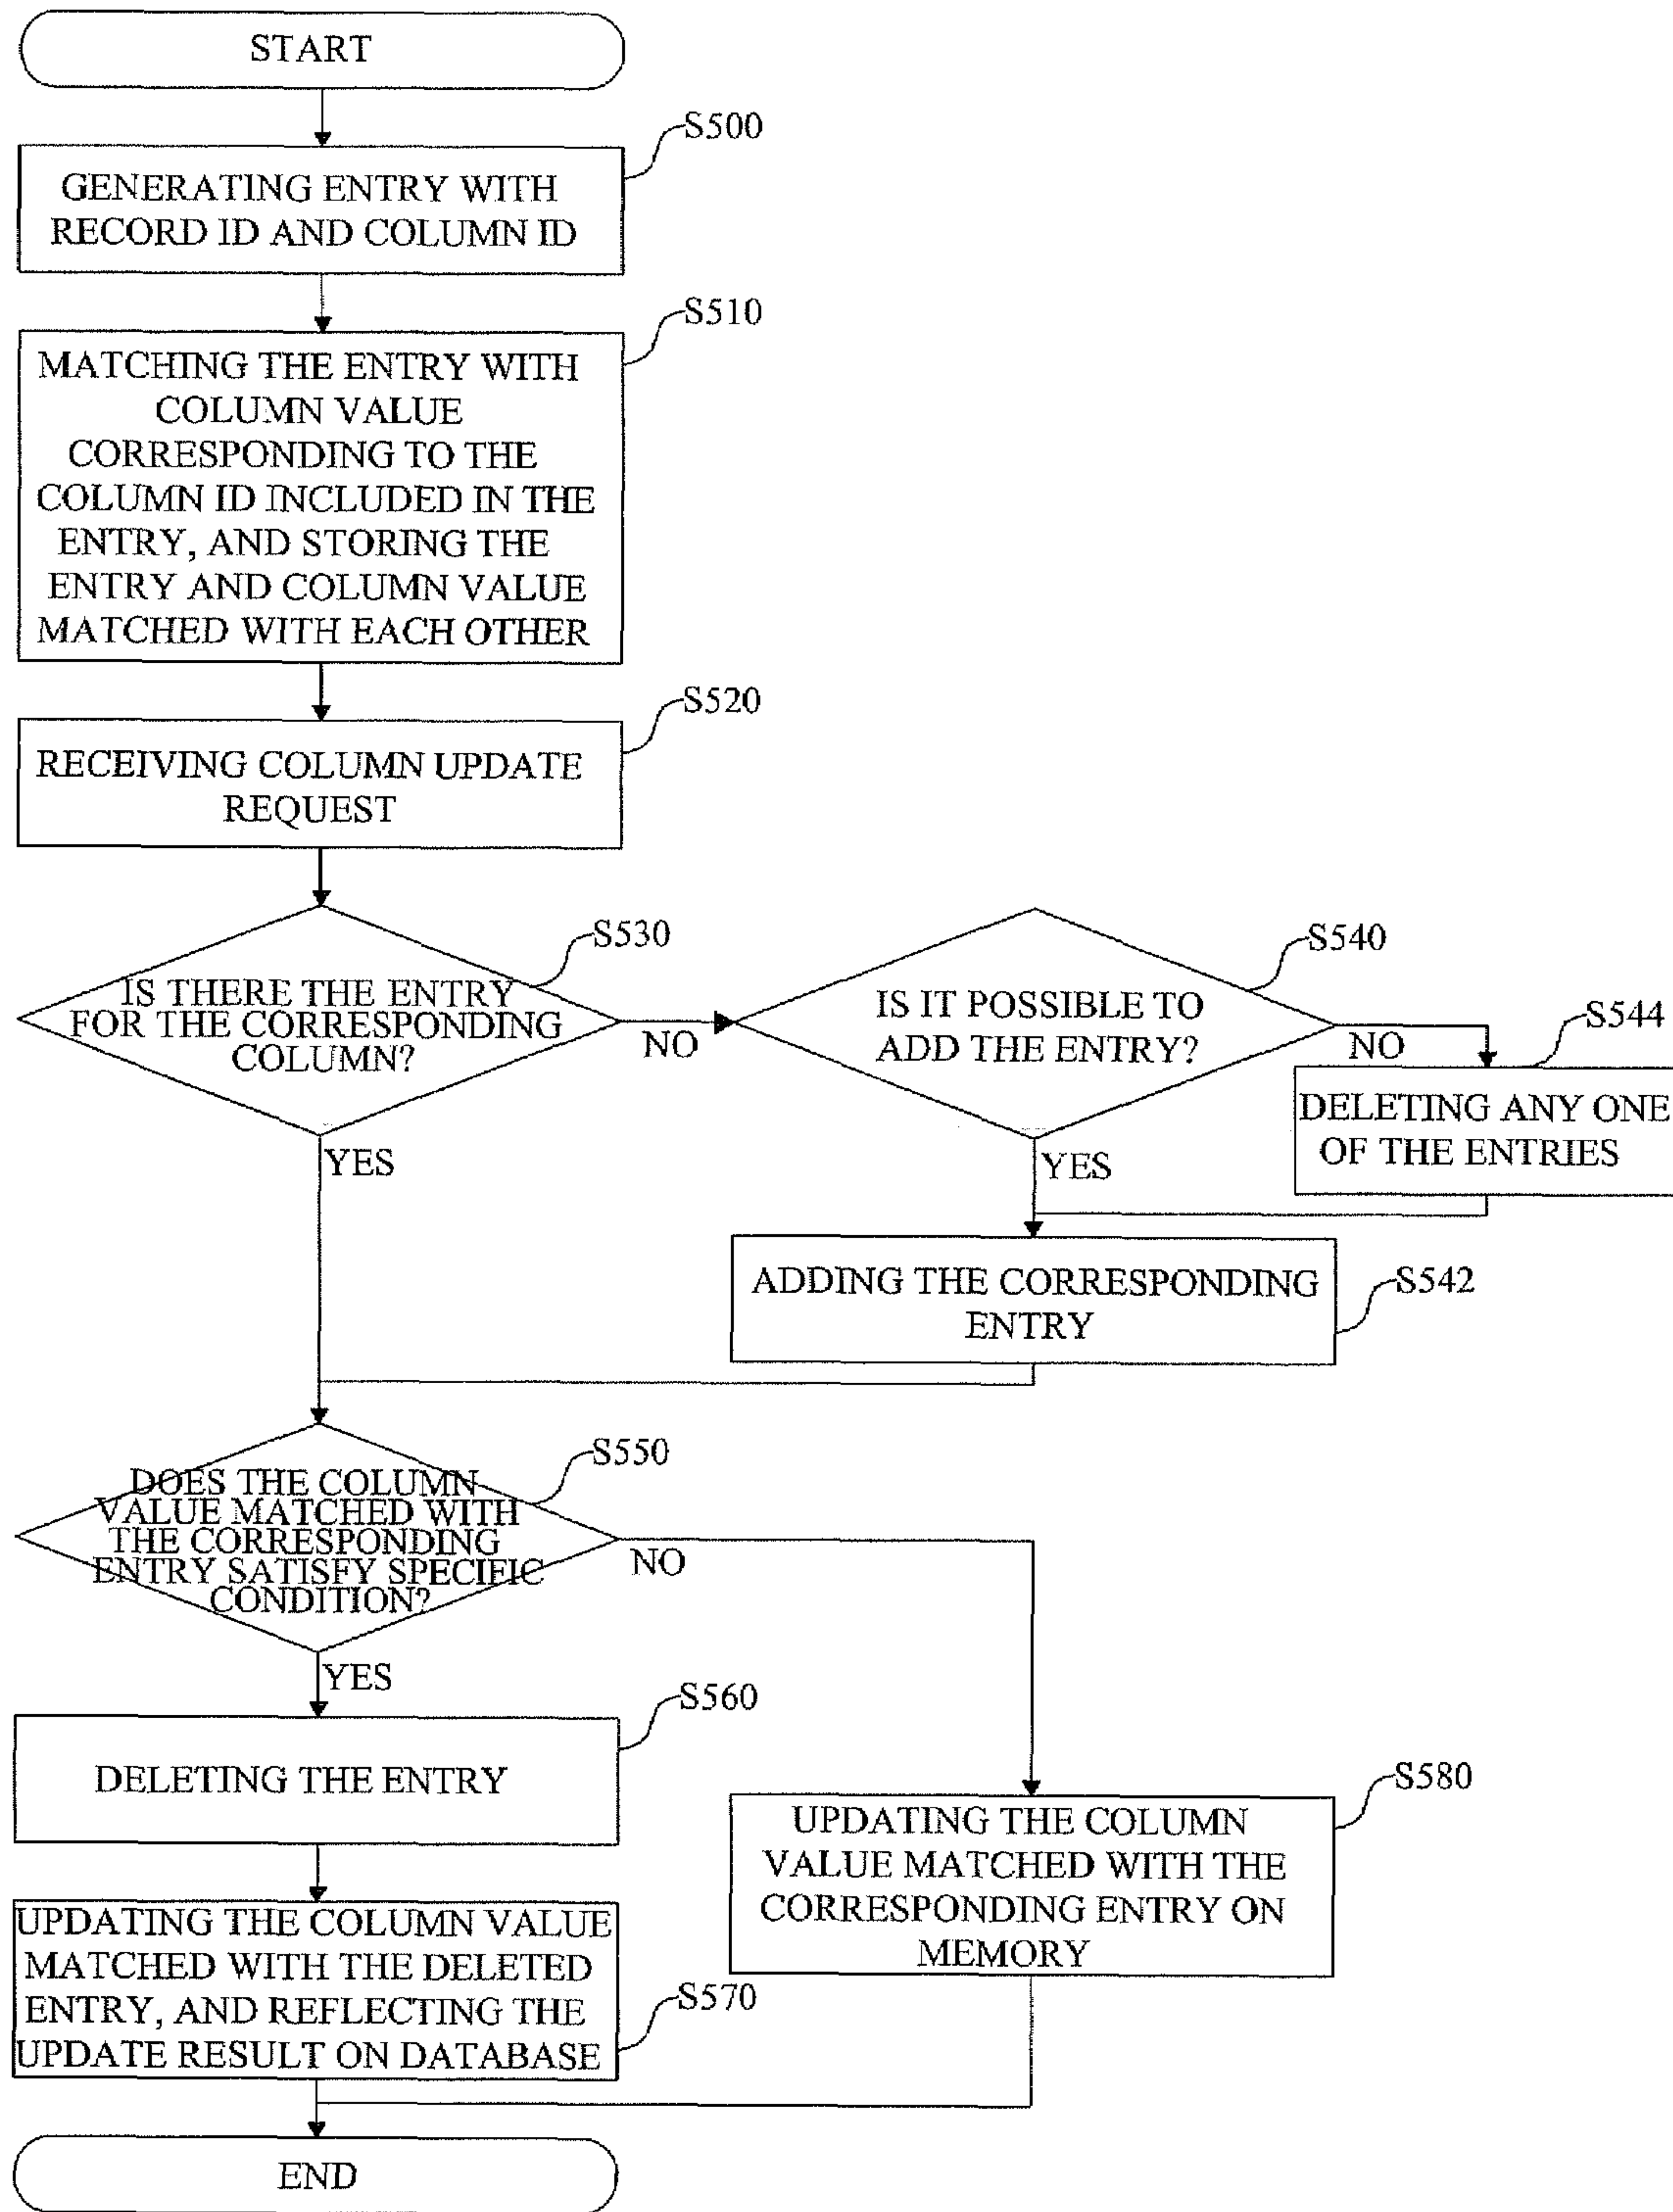 START
S500
GENERATING ENTRY WITH
RECORD ID AND COLUMN ID
S510
MATCHING THE ENTRY WITH
COLUMN VALUE
CORRESPONDING TO THE
COLUMN ID INCLUDED IN THE
ENTRY, AND STORING THE
ENTRY AND COLUMN VALUE
MATCHED WITH EACH OTHER
S520
RECEIVING COLUMN UPDATE
REQUEST
S530
IS THERE THE ENTRY
FOR THE CORRESPONDING
COLUMN?
NO
YES
S540
IS IT POSSIBLE TO
ADD THE ENTRY?
NO
YES
S544
DELETING ANY ONE
OF THE ENTRIES
S542
ADDING THE CORRESPONDING
ENTRY
S550
DOES THE COLUMN
VALUE MATCHED WITH
THE CORRESPONDING
ENTRY SATISFY SPECIFIC
CONDITION?
NO
YES
S560
DELETING THE ENTRY
S580
UPDATING THE COLUMN
VALUE MATCHED WITH THE
CORRESPONDING ENTRY ON
MEMORY
UPDATING THE COLUMN VALUE
MATCHED WITH THE DELETED
ENTRY, AND REFLECTING THE
UPDATE RESULT ON DATABASE
S570
END